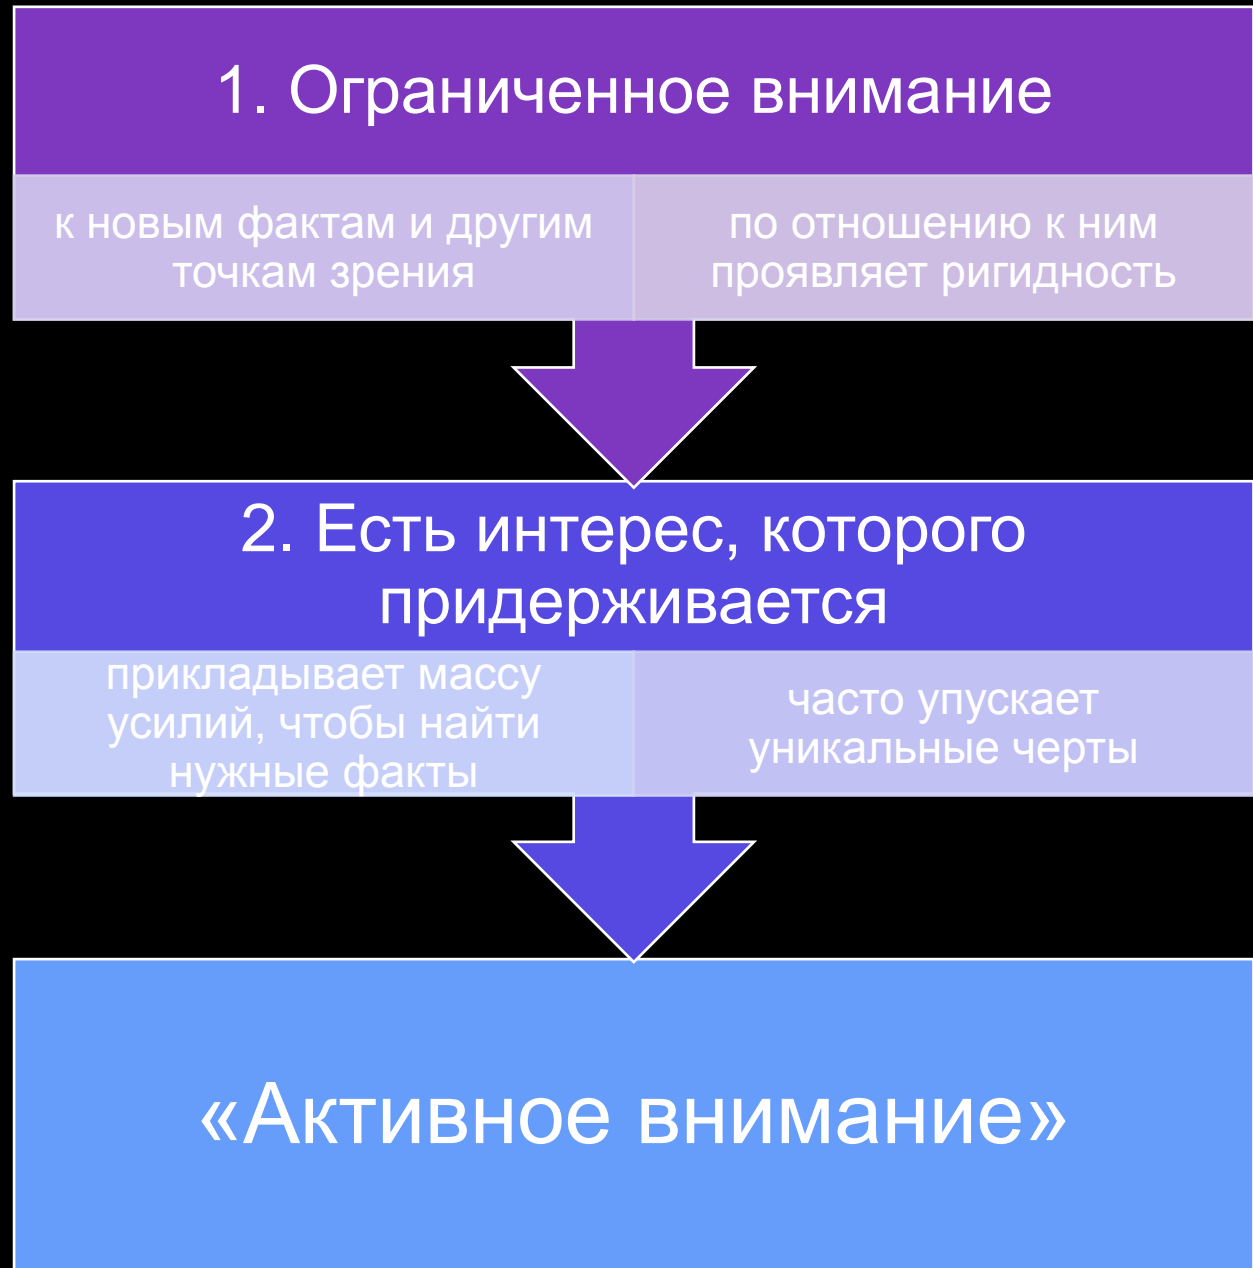 1. Ограниченное внимание
к новым фактам и другим
точкам зрения
по отношению к ним
проявляет ригидность
2. Есть интерес, которого
придерживается
прикладывает массу
усилий, чтобы найти
нужные факты
часто упускает
уникальные черты
«Активное внимание»